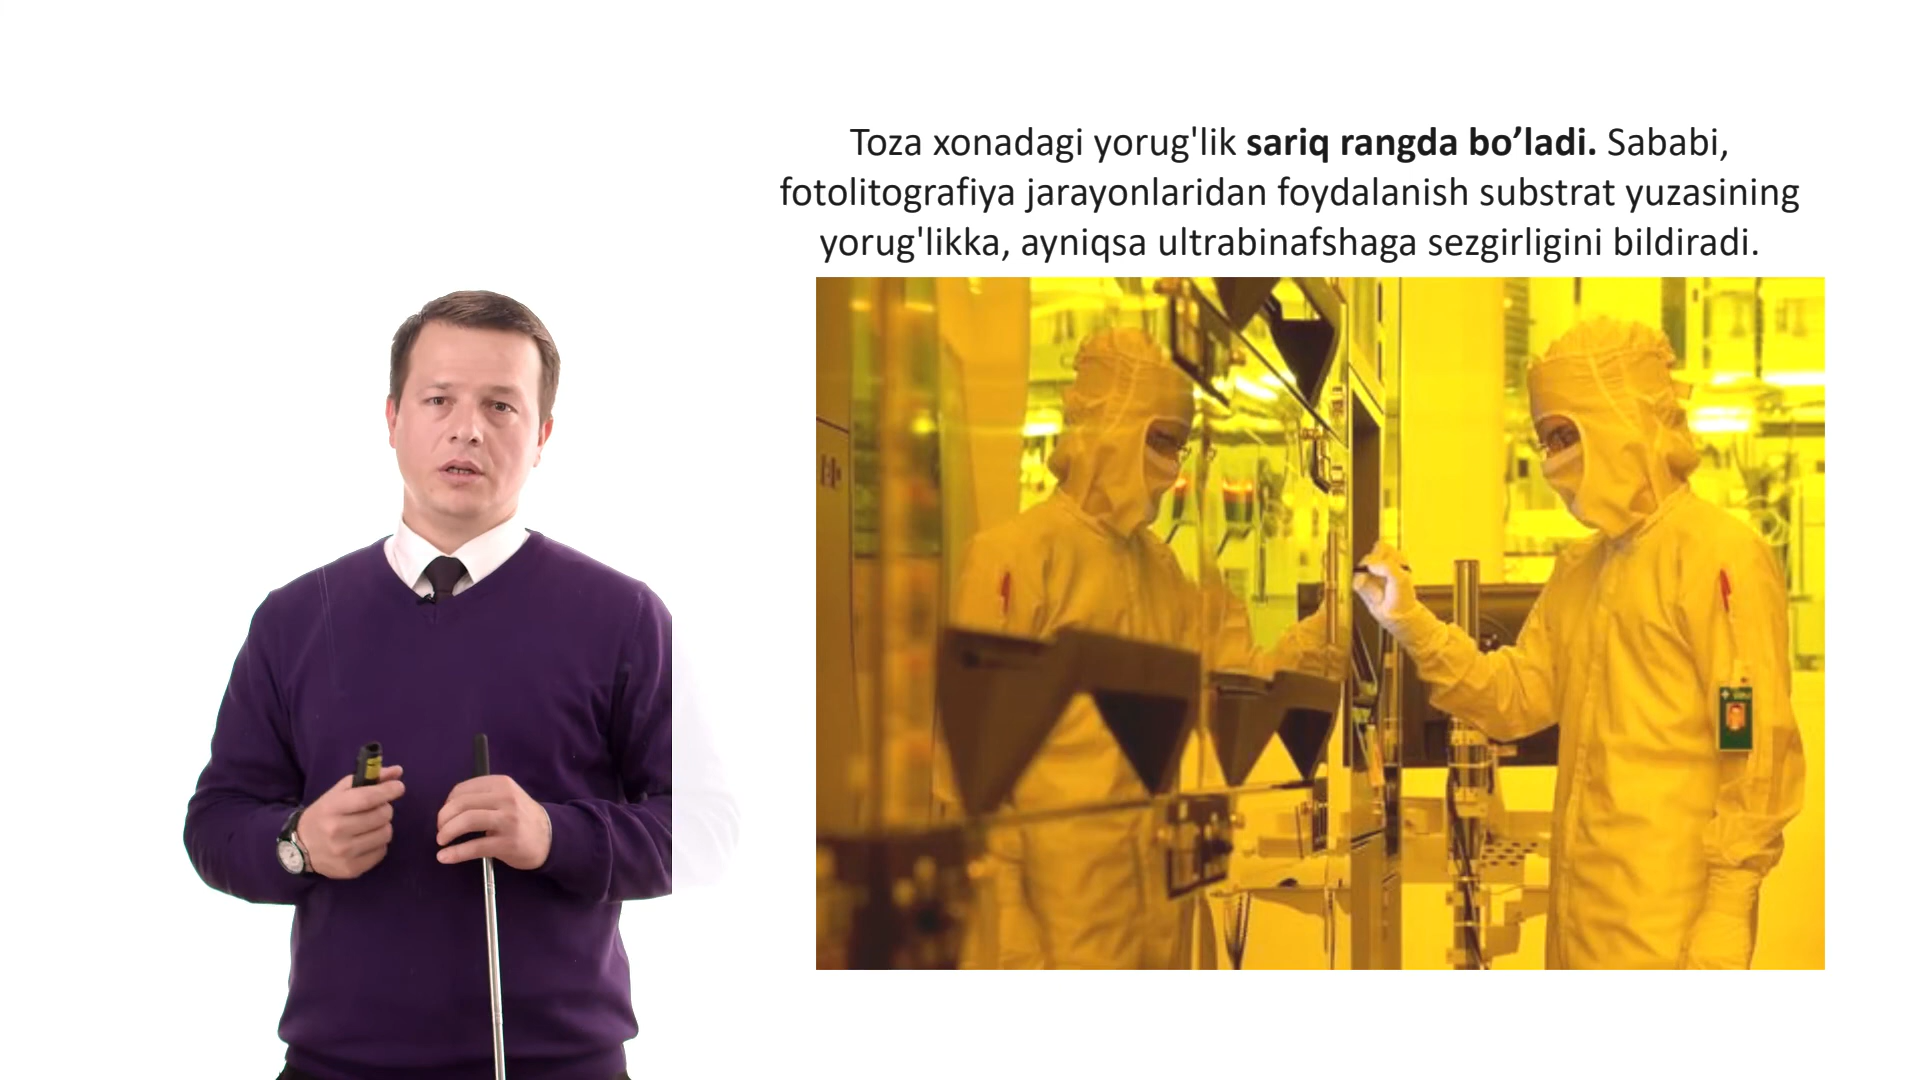 Toza xonadagi yorug'lik sariq rangda bo’ladi. Sababi,
fotolitografiya jarayonlaridan foydalanish substrat yuzasining
yorug'likka, ayniqsa ultrabinafshaga sezgirligini bildiradi.